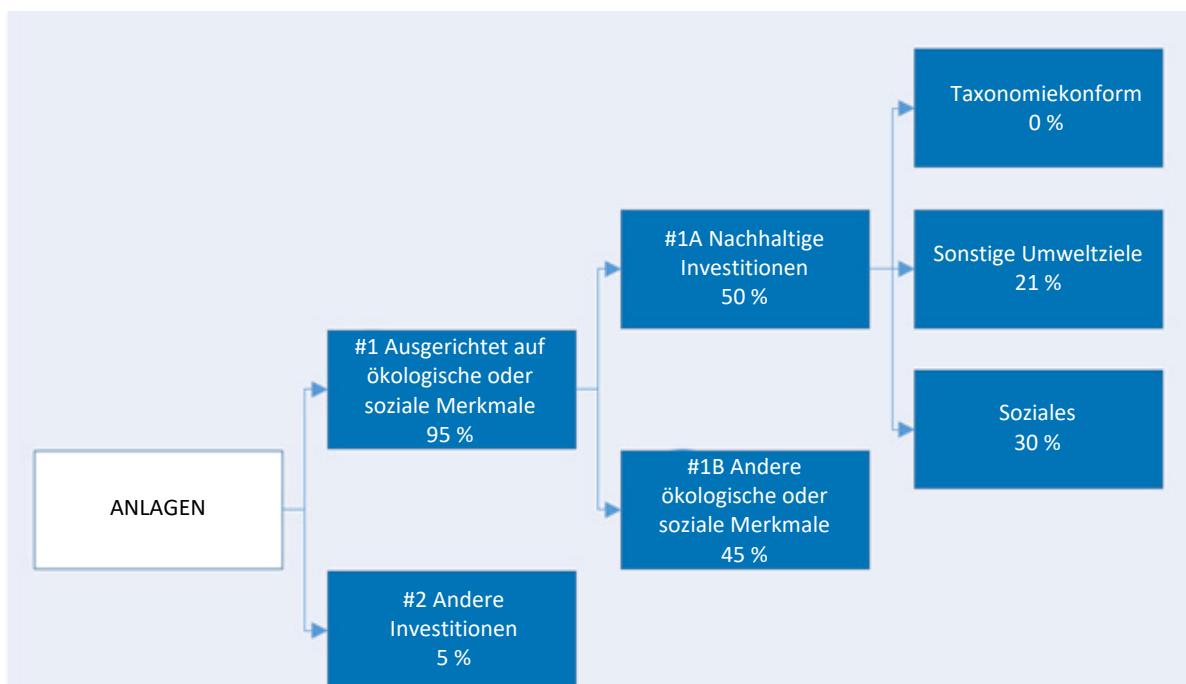 Taxonomiekonform
0 %
#1A Nachhaltige
Investitionen
50 %
Sonstige Umweltziele
21 %
#1 Ausgerichtet auf
ökologische oder
soziale Merkmale
95 %
Soziales
30 %
ANLAGEN
#1B Andere
ökologische oder
soziale Merkmale
45 %
#2 Andere
Investitionen
5 %